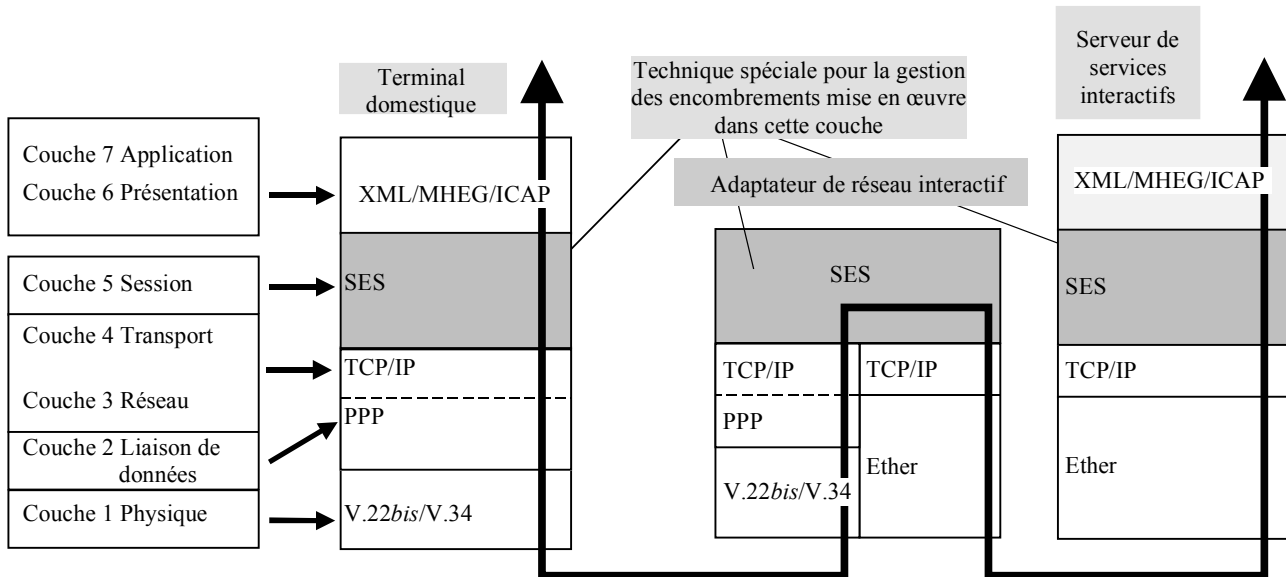 Terminal
domestique
Technique spéciale pour la gestion
des encombrements mise en œuvre
dans cette couche
Serveur de
services
interactifs
Adaptateur de réseau interactif
Couche 7 Application
Couche 6 Présentation
Couche 5 Session
Couche 4 Transport
Couche 3 Réseau
Couche 2 Liaison de
données
Couche 1 Physique
XML/MHEG/ICAP
SES
TCP/IP
PPP
V.22bis/V.34
SES
TCP/IP
PPP
V.22bis/V.34
TCP/IP
Ether
XML/MHEG/ICAP
SES
TCP/IP
Ether